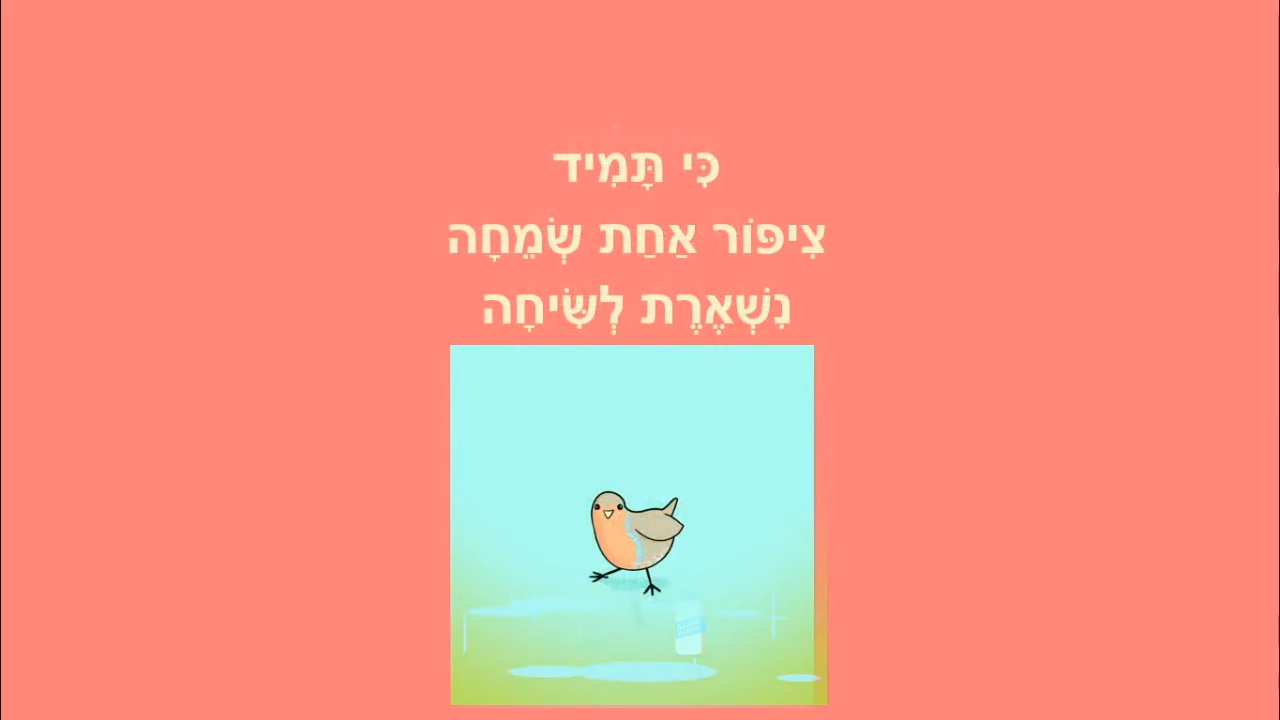 כִּי תָּמִיד
צִיפּוֹר אַחַת שְׂמֵחָה
נִשְׁאֶרֶת לְשִׂיחָה